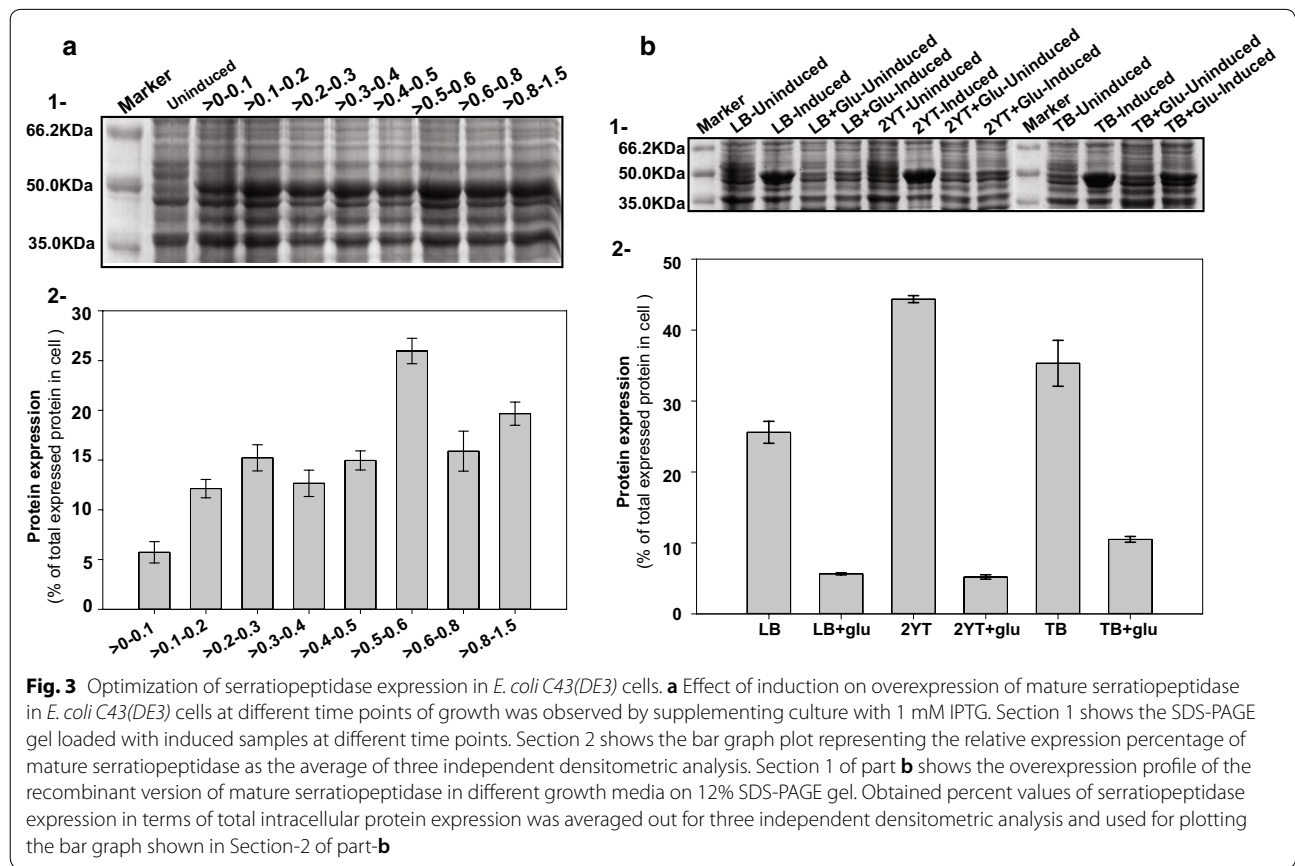 a
1-
Marker
Uninduced
>0-0.1
>0.1-0.2
>0.2-0.3
>0.3-0.4
>0.4-0.5
>0.5-0.6
>0.6-0.8
>0.8-1.5
66.2KDa
50.0KDa
35.0KDa
2-
Protein expression
(% of total expressed protein in cell )
30
25
20
15
10
5
0
>0-0.1
>0.1-0.2
>0.2-0.3
>0.3-0.4
>0.4-0.5
>0.5-0.6
>0.6-0.8
>0.8-1.5
b
1-
Marker
LB-Uninduced
LB-Induced
LB+Glu-Uninduced
LB+Glu-Induced
2YT-Uninduced
2YT-Induced
2YT+Glu-Uninduced
2YT+Glu-Induced
Marker
TB-Uninduced
TB-Induced
TB+Glu-Uninduced
TB+Glu-Induced
66.2KDa
50.0KDa
35.0KDa
2-
Protein expression
(% of total expressed protein in cell )
50
40
30
20
10
0
LB
LB+glu
2YT
2YT+glu
TB
TB+glu
Fig. 3 Optimization of serratiopeptidase expression in E. coli C43(DE3) cells. a Effect of induction on overexpression of mature serratiopeptidase
in E. coli C43(DE3) cells at different time points of growth was observed by supplementing culture with 1 mM IPTG. Section 1 shows the SDS-PAGE
gel loaded with induced samples at different time points. Section 2 shows the bar graph plot representing the relative expression percentage of
mature serratiopeptidase as the average of three independent densitometric analysis. Section 1 of part b shows the overexpression profile of the
recombinant version of mature serratiopeptidase in different growth media on 12% SDS-PAGE gel. Obtained percent values of serratiopeptidase
expression in terms of total intracellular protein expression was averaged out for three independent densitometric analysis and used for plotting
the bar graph shown in Section-2 of part-b